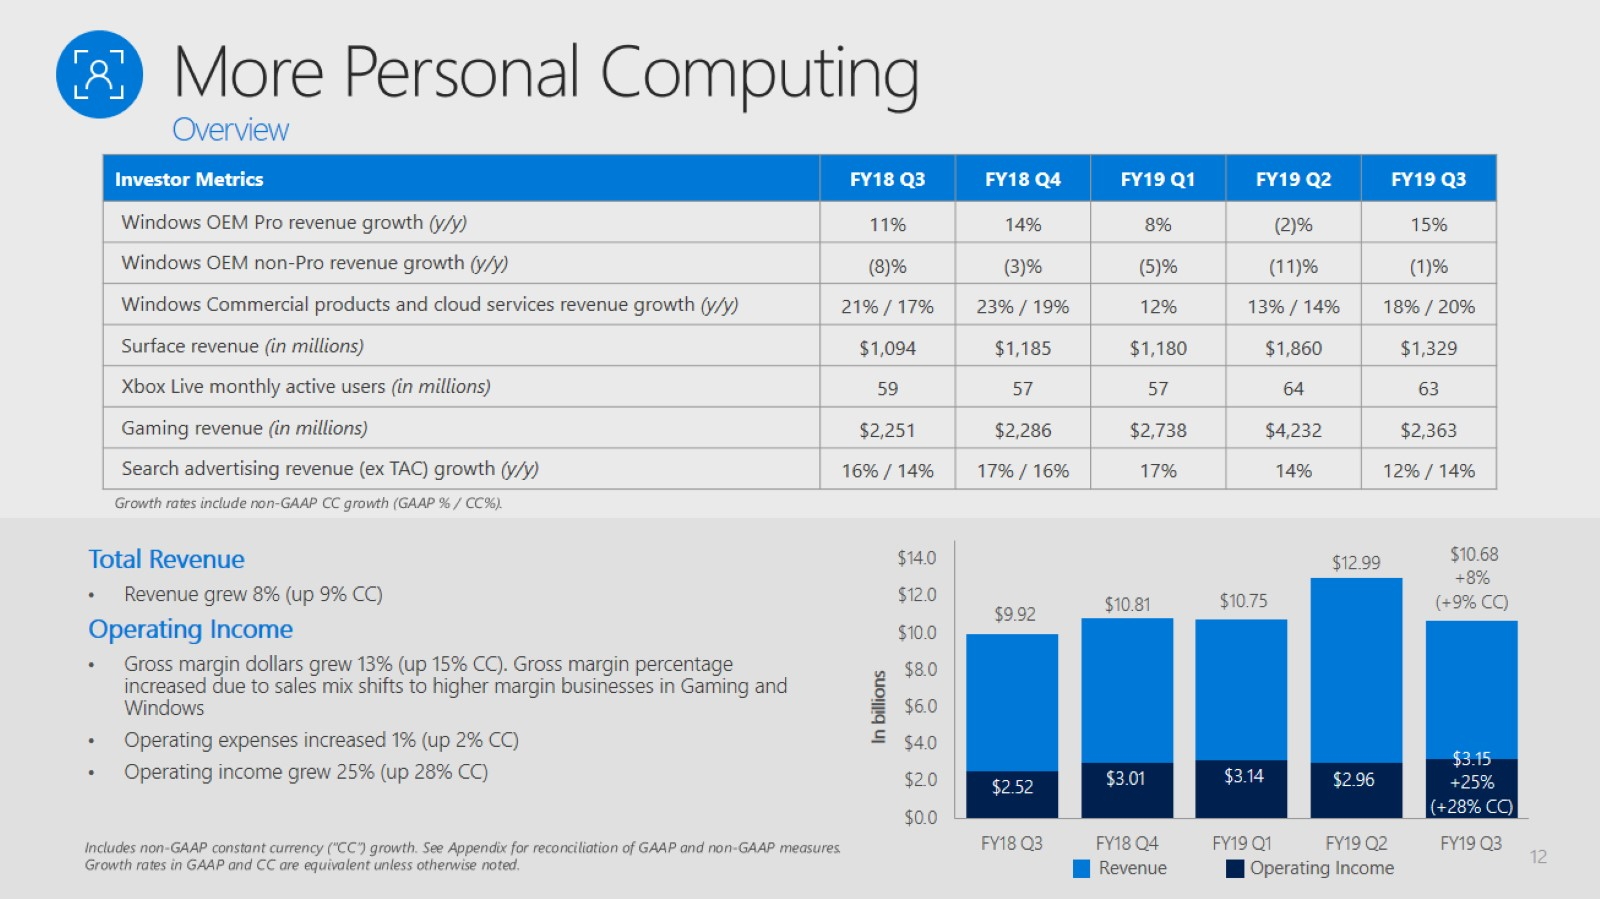 More Personal Computing
Overview
Investor Metrics FY18 Q3 FY18 Q4 FY19 Q1 FY19 Q2 FY19 Q3
Windows OEM Pro revenue growth (y/y) 11% 14% 8% (2)% 15%
Windows OEM non-Pro revenue growth (y/y) (8)% (3)% (5)% (11)% (1)%
Windows Commercial products and cloud services revenue growth (y/y) 21% / 17% 23% / 19% 12% 13% / 14% 18% / 20%
Surface revenue (in millions) $1,094 $1,185 $1,180 $1,860 $1,329
Xbox Live monthly active users (in millions) 59 57 57 64 63
Gaming revenue (in millions) $2,251 $2,286 $2,738 $4,232 $2,363
Search advertising revenue (ex TAC) growth (y/y) 16% / 14% 17% / 16% 17% 14% 12% / 14%
Growth rates include non-GAAP CC growth (GAAP % / CC%).
Total Revenue
• Revenue grew 8% (up 9% CC)
Operating Income
• Gross margin dollars grew 13% (up 15% CC). Gross margin percentage
increased due to sales mix shifts to higher margin businesses in Gaming and
Windows
• Operating expenses increased 1% (up 2% CC)
• Operating income grew 25% (up 28% CC)
Includes non-GAAP constant currency ("CC") growth. See Appendix for reconciliation of GAAP and non-GAAP measures.
Growth rates in GAAP and CC are equivalent unless otherwise noted.
In billions
$14.0
$12.0
$10.0
$8.0
$6.0
$4.0
$2.0
$0.0
$9.92
$10.81
$10.75
$12.99
$10.68
+8%
(+9% CC)
$2.52
$3.01
$3.14
$2.96
$3.15
+25%
(+28% CC)
FY18 Q3 FY18 Q4 FY19 Q1 FY19 Q2 FY19 Q3
Revenue Operating Income
12